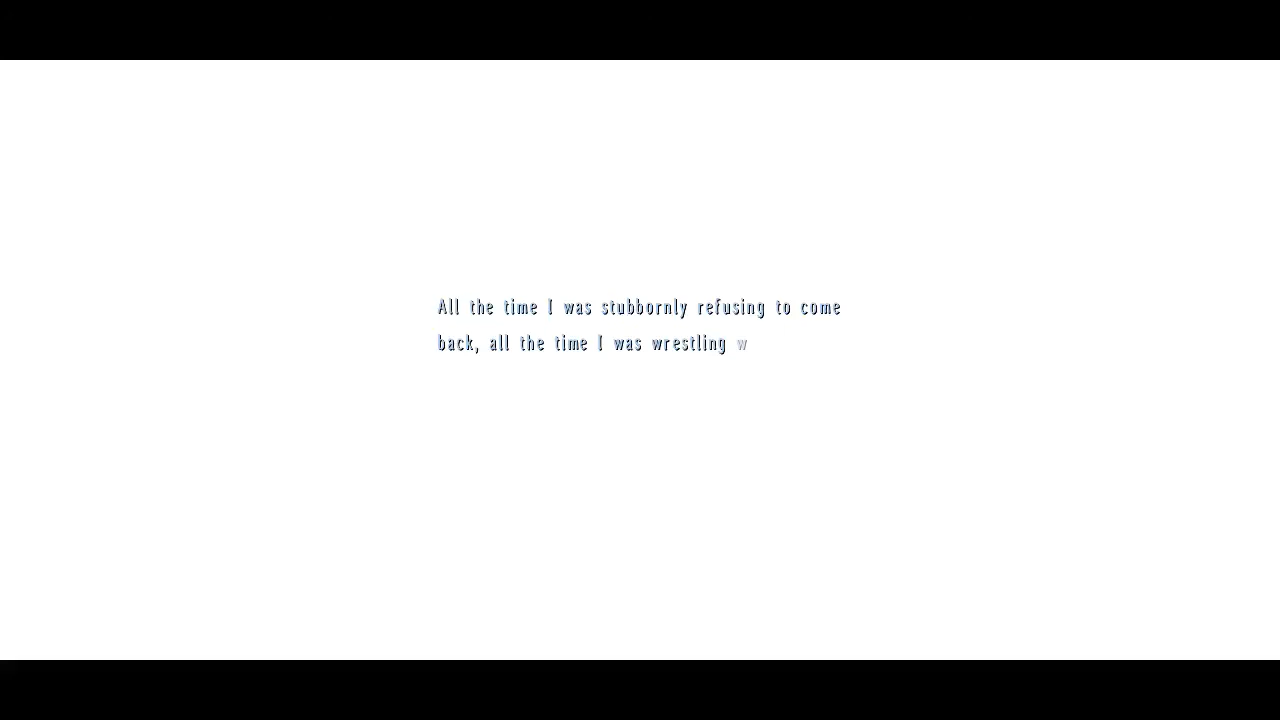 All the time I was stubbornly refusing to come
back, all the time I was wrestling w